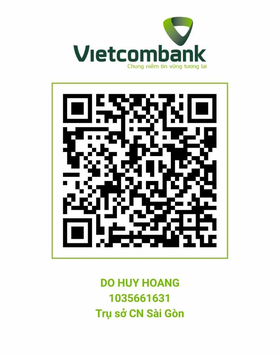 Vietcombank
Chung niềm tin vững tương lai
DO HUY HOANG
1035661631
Trụ sở CN Sài Gòn